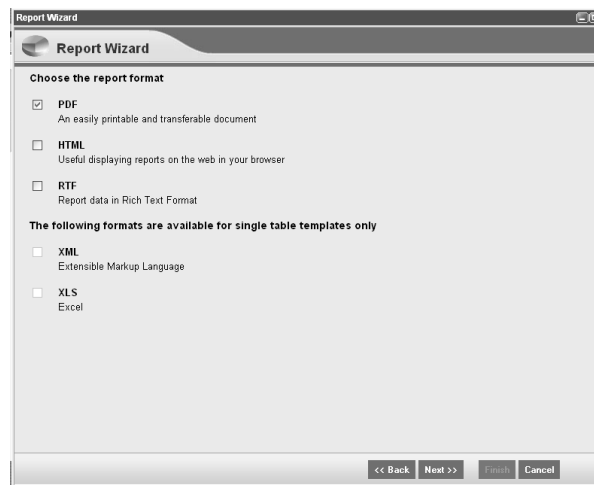 Report Wizard
Report Wizard
Choose the report format
PDF
An easily printable and transferable document
HTML
Useful displaying reports on the web in your browser
RTF
Report data in Rich Text Format
The following formats are available for single table templates only
XML
Extensible Markup Language
XLS
Excel
<< Back Next >> Finish Cancel